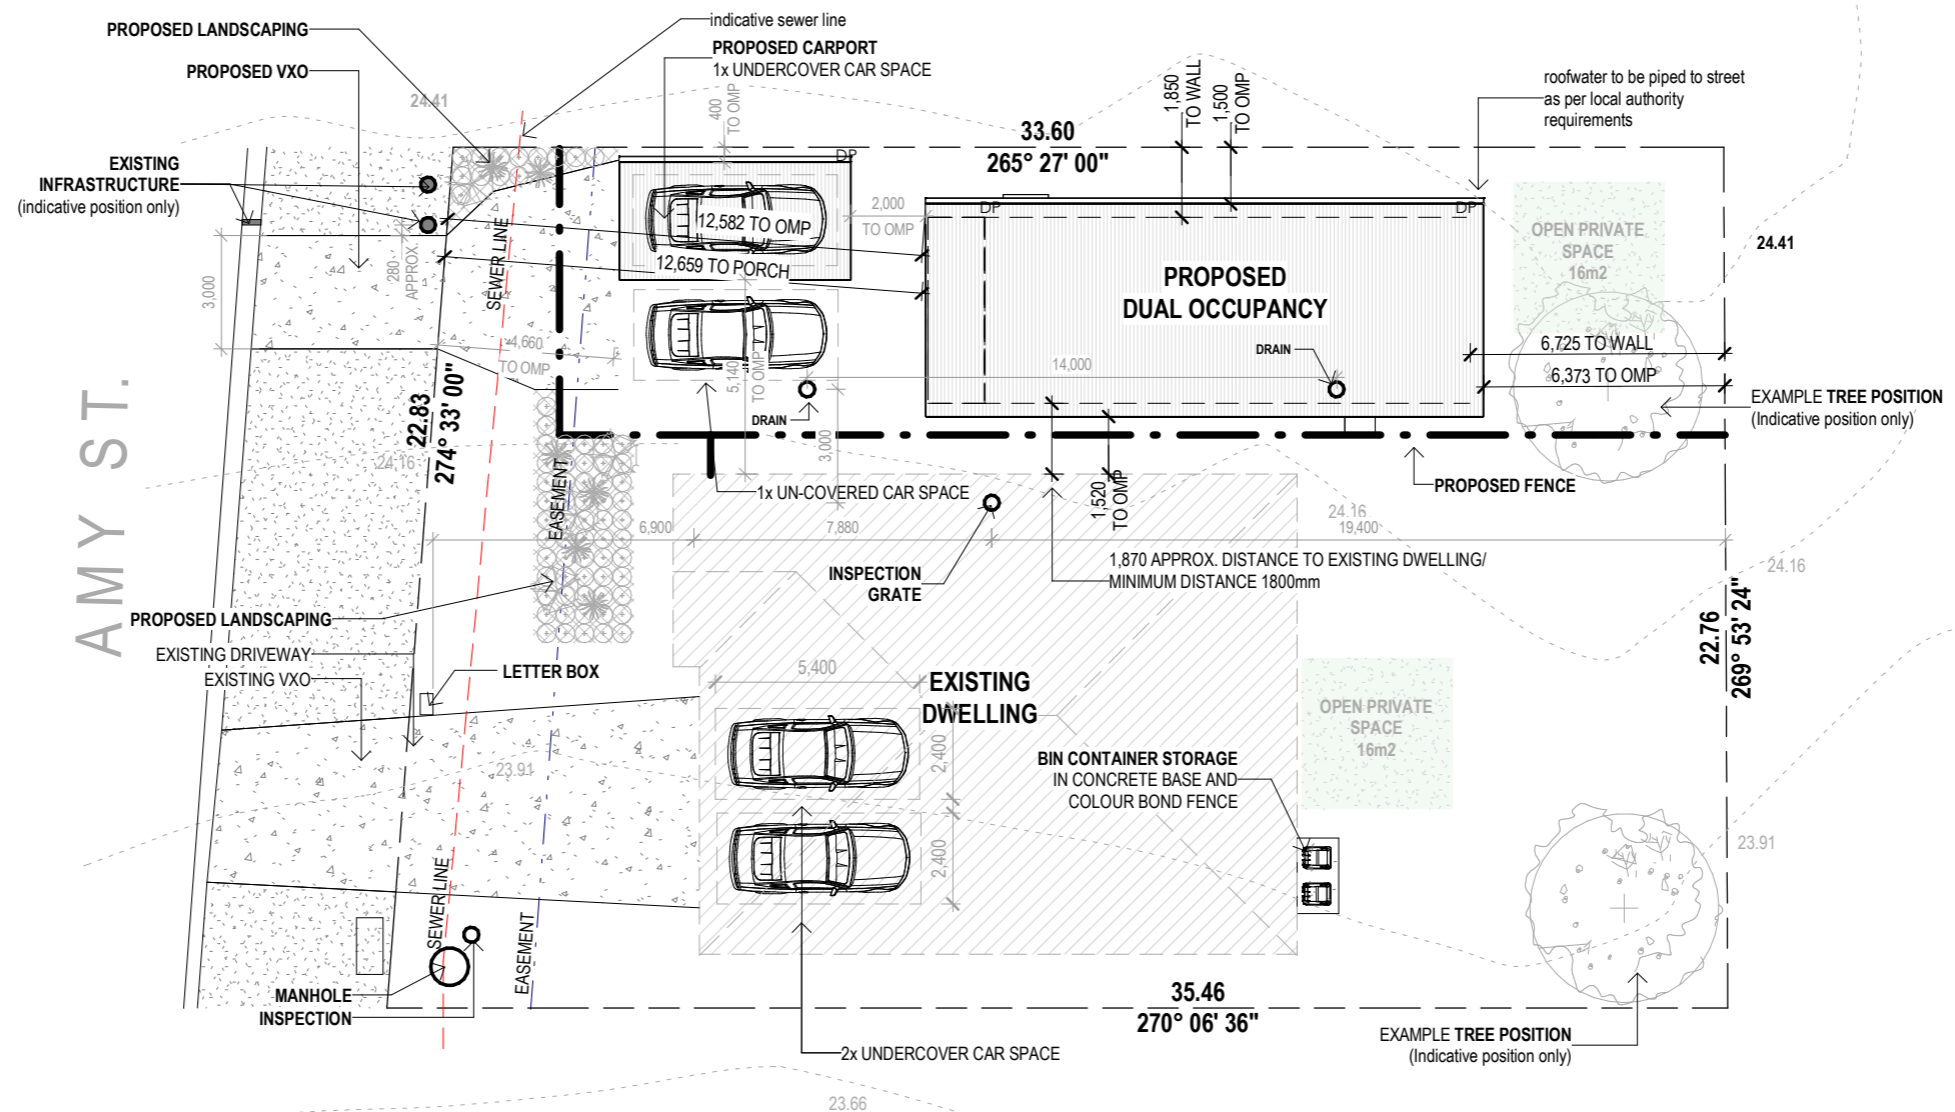 PROPOSED LANDSCAPING
PROPOSED VXO
24.41
EXISTING
INFRASTRUCTURE
(indicative position only)
indicative sewer line
PROPOSED CARPORT
1x UNDERCOVER CAR SPACE
400
TO OMP
DP
33.60
265° 27' 00"
1,850
TO WALL
1,500
TO OMP
roofwater to be piped to street
as per local authority
requirements
3,000
280
APPROX.
SEWER LINE
12,582 TO OMP
12,659 TO PORCH
2,000
TO OMP
DP
DP
PROPOSED
DUAL OCCUPANCY
OPEN PRIVATE
SPACE
16m2
24.41
4,660
TO OMP
5,140
TO OMP
14,000
DRAIN
DRAIN
3,000
6,725 TO WALL
6,373 TO OMP
EXAMPLE TREE POSITION
(Indicative position only)
AMY ST.
22.83
274° 33' 00"
24.16
EASEMENT
1x UN-COVERED CAR SPACE
1,520
TO OMP
PROPOSED FENCE
24.16
6,900
7,880
19,400
INSPECTION
GRATE
1,870 APPROX. DISTANCE TO EXISTING DWELLING/
MINIMUM DISTANCE 1800mm
24.16
22.76
269° 53' 24"
PROPOSED LANDSCAPING
EXISTING DRIVEWAY
EXISTING VXO
LETTER BOX
5,400
EXISTING
DWELLING
2,400
2,400
OPEN PRIVATE
SPACE
16m2
BIN CONTAINER STORAGE
IN CONCRETE BASE AND
COLOUR BOND FENCE
23.91
23.91
SEWER LINE
EASEMENT
MANHOLE
INSPECTION
35.46
270° 06' 36"
2x UNDERCOVER CAR SPACE
EXAMPLE TREE POSITION
(Indicative position only)
23.66